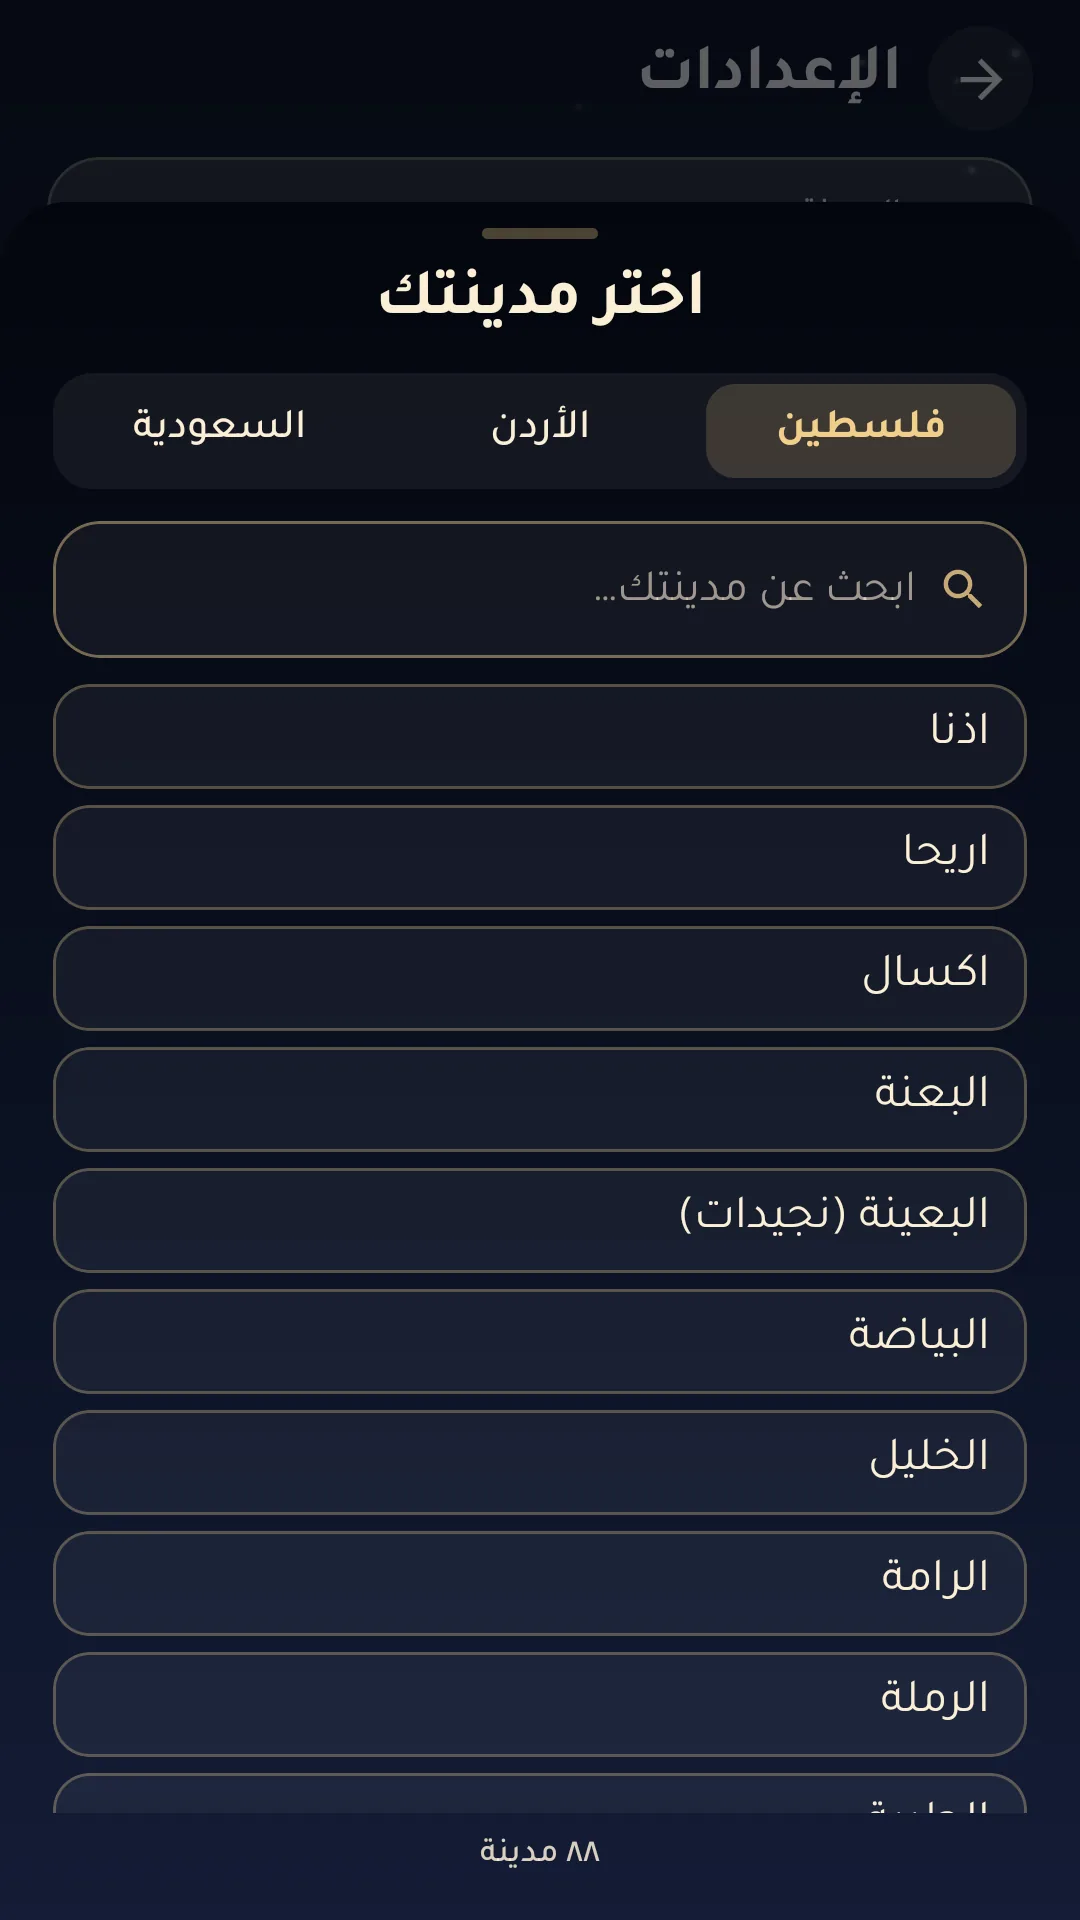 الإعدادات
اختر مدينتك
فلسطين الأردن السعودية
ابحث عن مدينتك...
اذنا
اريحا
اكسال
البعنة
البعينة (نجيدات)
البياضة
الخليل
الرامة
الرملة
٨٨ مدينة